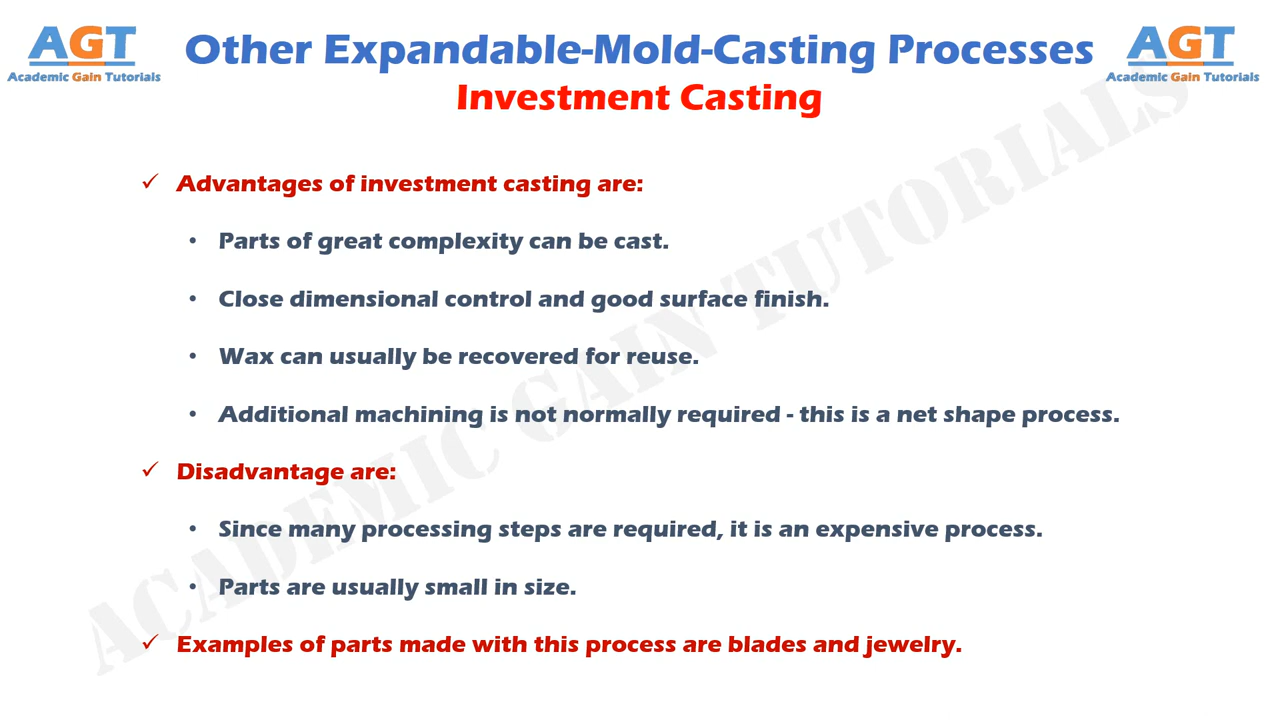 AGT
Academic Gain Tutorials
Other Expandable-Mold-Casting Processes
Investment Casting
AGT
Academic Gain Tutorials
✓ Advantages of investment casting are:
• Parts of great complexity can be cast.
• Close dimensional control and good surface finish.
• Wax can usually be recovered for reuse.
• Additional machining is not normally required - this is a net shape process.
✓ Disadvantage are:
• Since many processing steps are required, it is an expensive process.
• Parts are usually small in size.
✓ Examples of parts made with this process are blades and jewelry.
ACADEMIC GAIN TUTORIALS